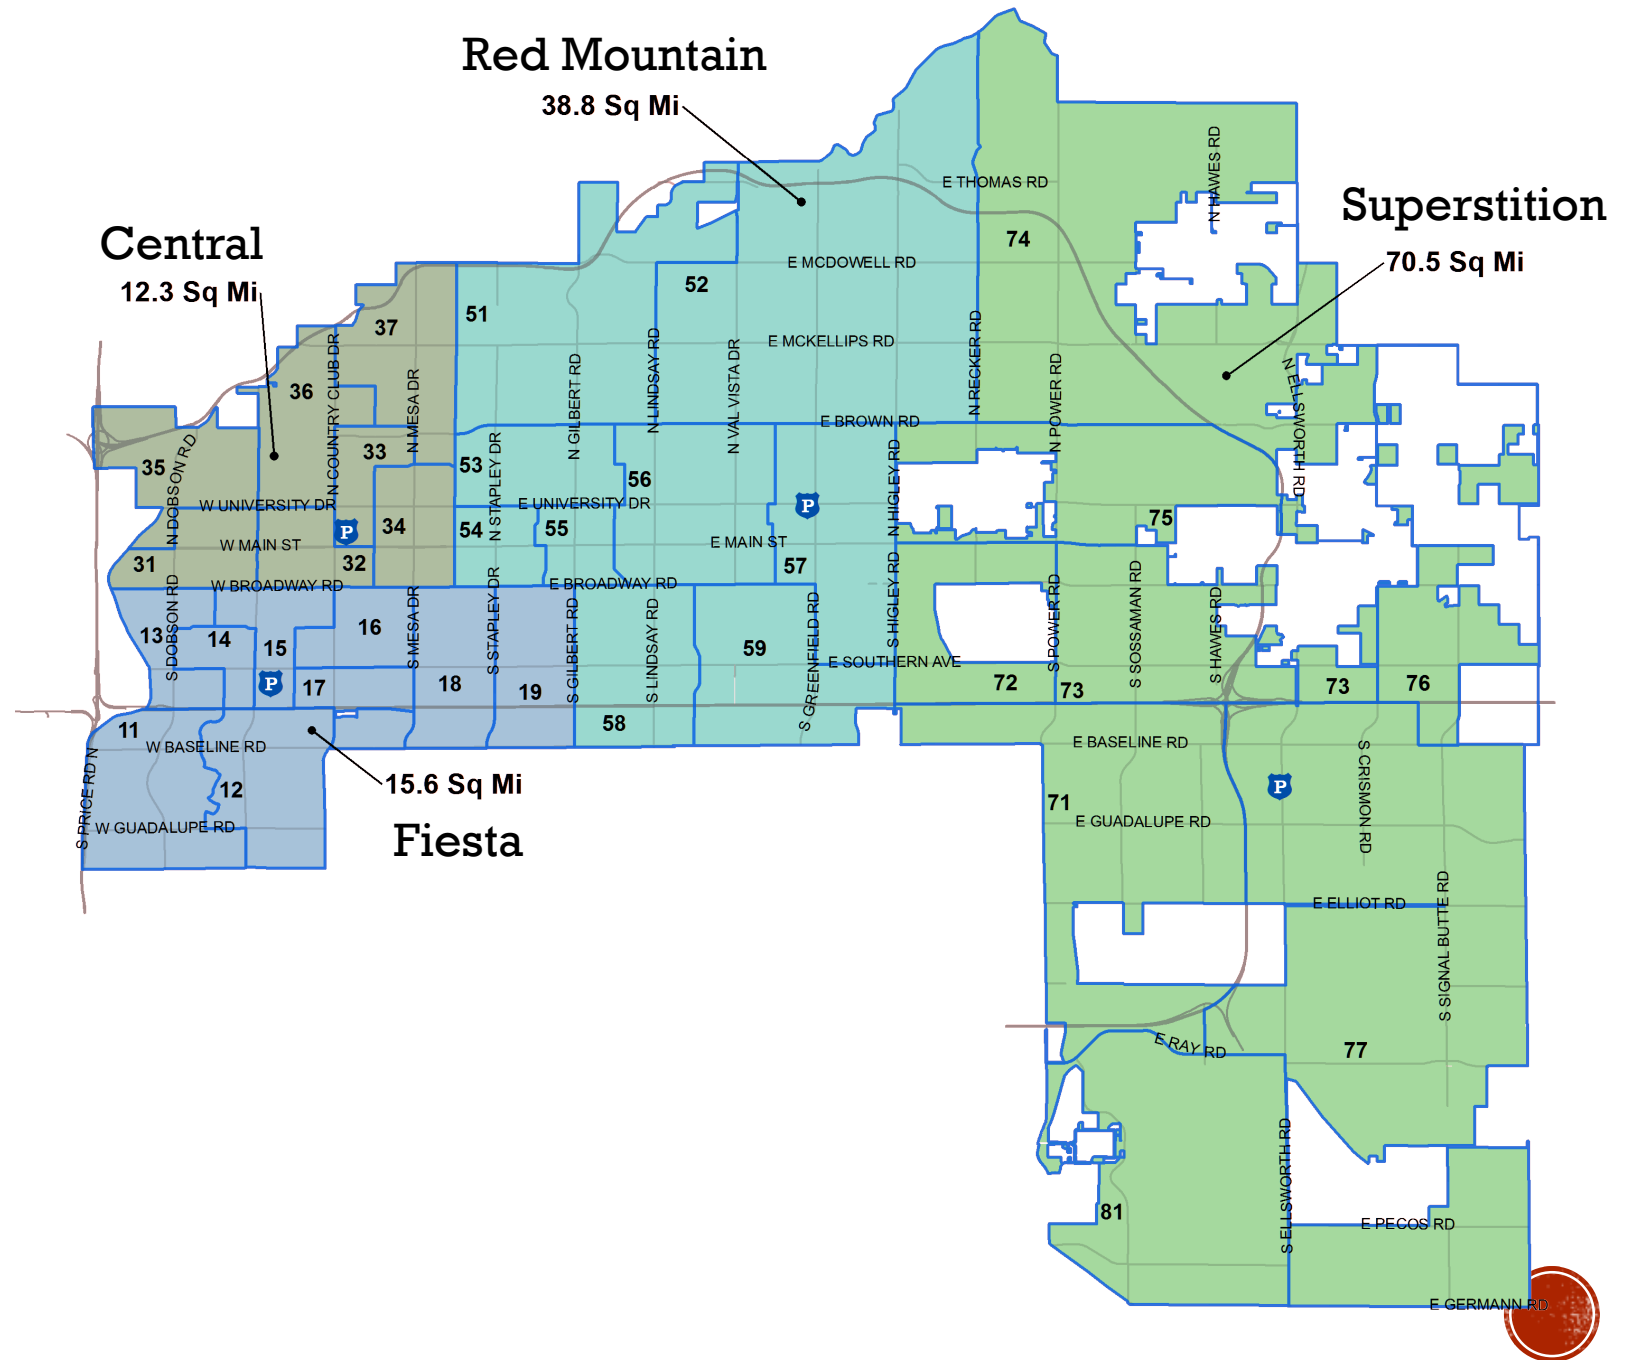 Red Mountain
38.8 Sq Mi
Superstition
70.5 Sq Mi
Central
12.3 Sq Mi
Fiesta
15.6 Sq Mi
E THOMAS RD
N HAWES RD
74
E MCDOWELL RD
52
51
37
E MCKELLIPS RD
36
N COUNTRY CLUB DR
N MESA DR
N GILBERT RD
N LINDSAY RD
N VAL VISTA DR
N RECKER RD
N POWER RD
N ELLSWORTH RD
E BROWN RD
35
N DOBSON RD
33
53
N STAPLEY DR
56
N HIGLEY RD
W UNIVERSITY DR
E UNIVERSITY DR
P
P
34
54
55
75
W MAIN ST
E MAIN ST
31
32
57
W BROADWAY RD
E BROADWAY RD
S DOBSON RD
S MESA DR
S STAPLEY DR
S GILBERT RD
S LINDSAY RD
S GREENFIELD RD
S HIGLEY RD
S POWER RD
S SOSSAMAN RD
S HAWES RD
13
14
15
16
59
E SOUTHERN AVE
P
17
18
19
72
73
73
76
11
58
W BASELINE RD
E BASELINE RD
S PRICE RD N
12
P
71
S CRISMON RD
W GUADALUPE RD
E GUADALUPE RD
E ELLIOT RD
S SIGNAL BUTTE RD
E RAY RD
77
S ELLSWORTH RD
81
E PECOS RD
E GERMANN RD